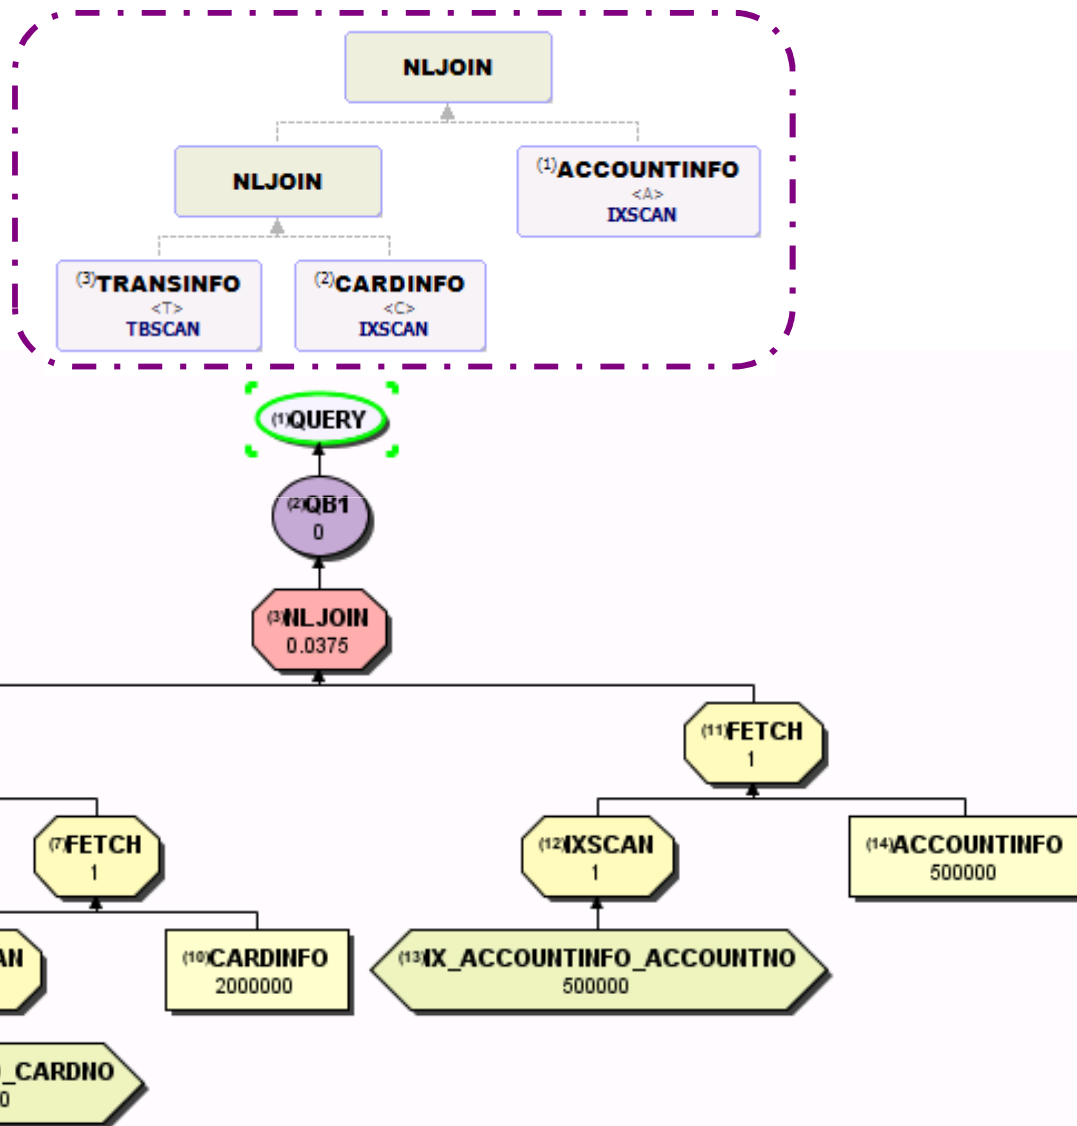 NLJOIN
NLJOIN
(1)ACCOUNTINFO
<A>
IXSCAN
(3)TRANSINFO
<T>
TBSCAN
(2)CARDINFO
<C>
IXSCAN
(1)QUERY
(2)QB1
0
(3)NLJOIN
0.0375
(11)FETCH
1
(7)FETCH
1
(12)IXSCAN
1
(14)ACCOUNTINFO
500000
AN
(10)CARDINFO
2000000
(13)IX_ACCOUNTINFO_ACCOUNTNO
500000
_CARDNO
0